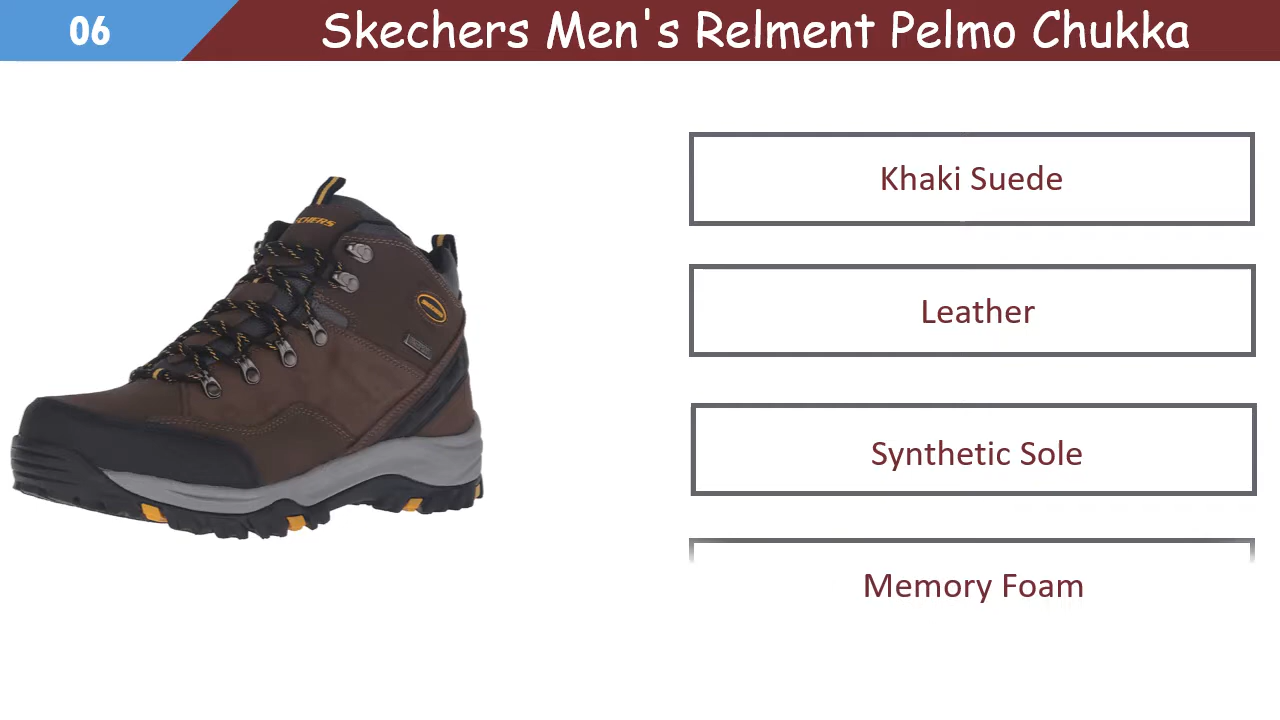 06
Skechers Men's Relment Pelmo Chukka
Khaki Suede
Leather
Synthetic Sole
Memory Foam